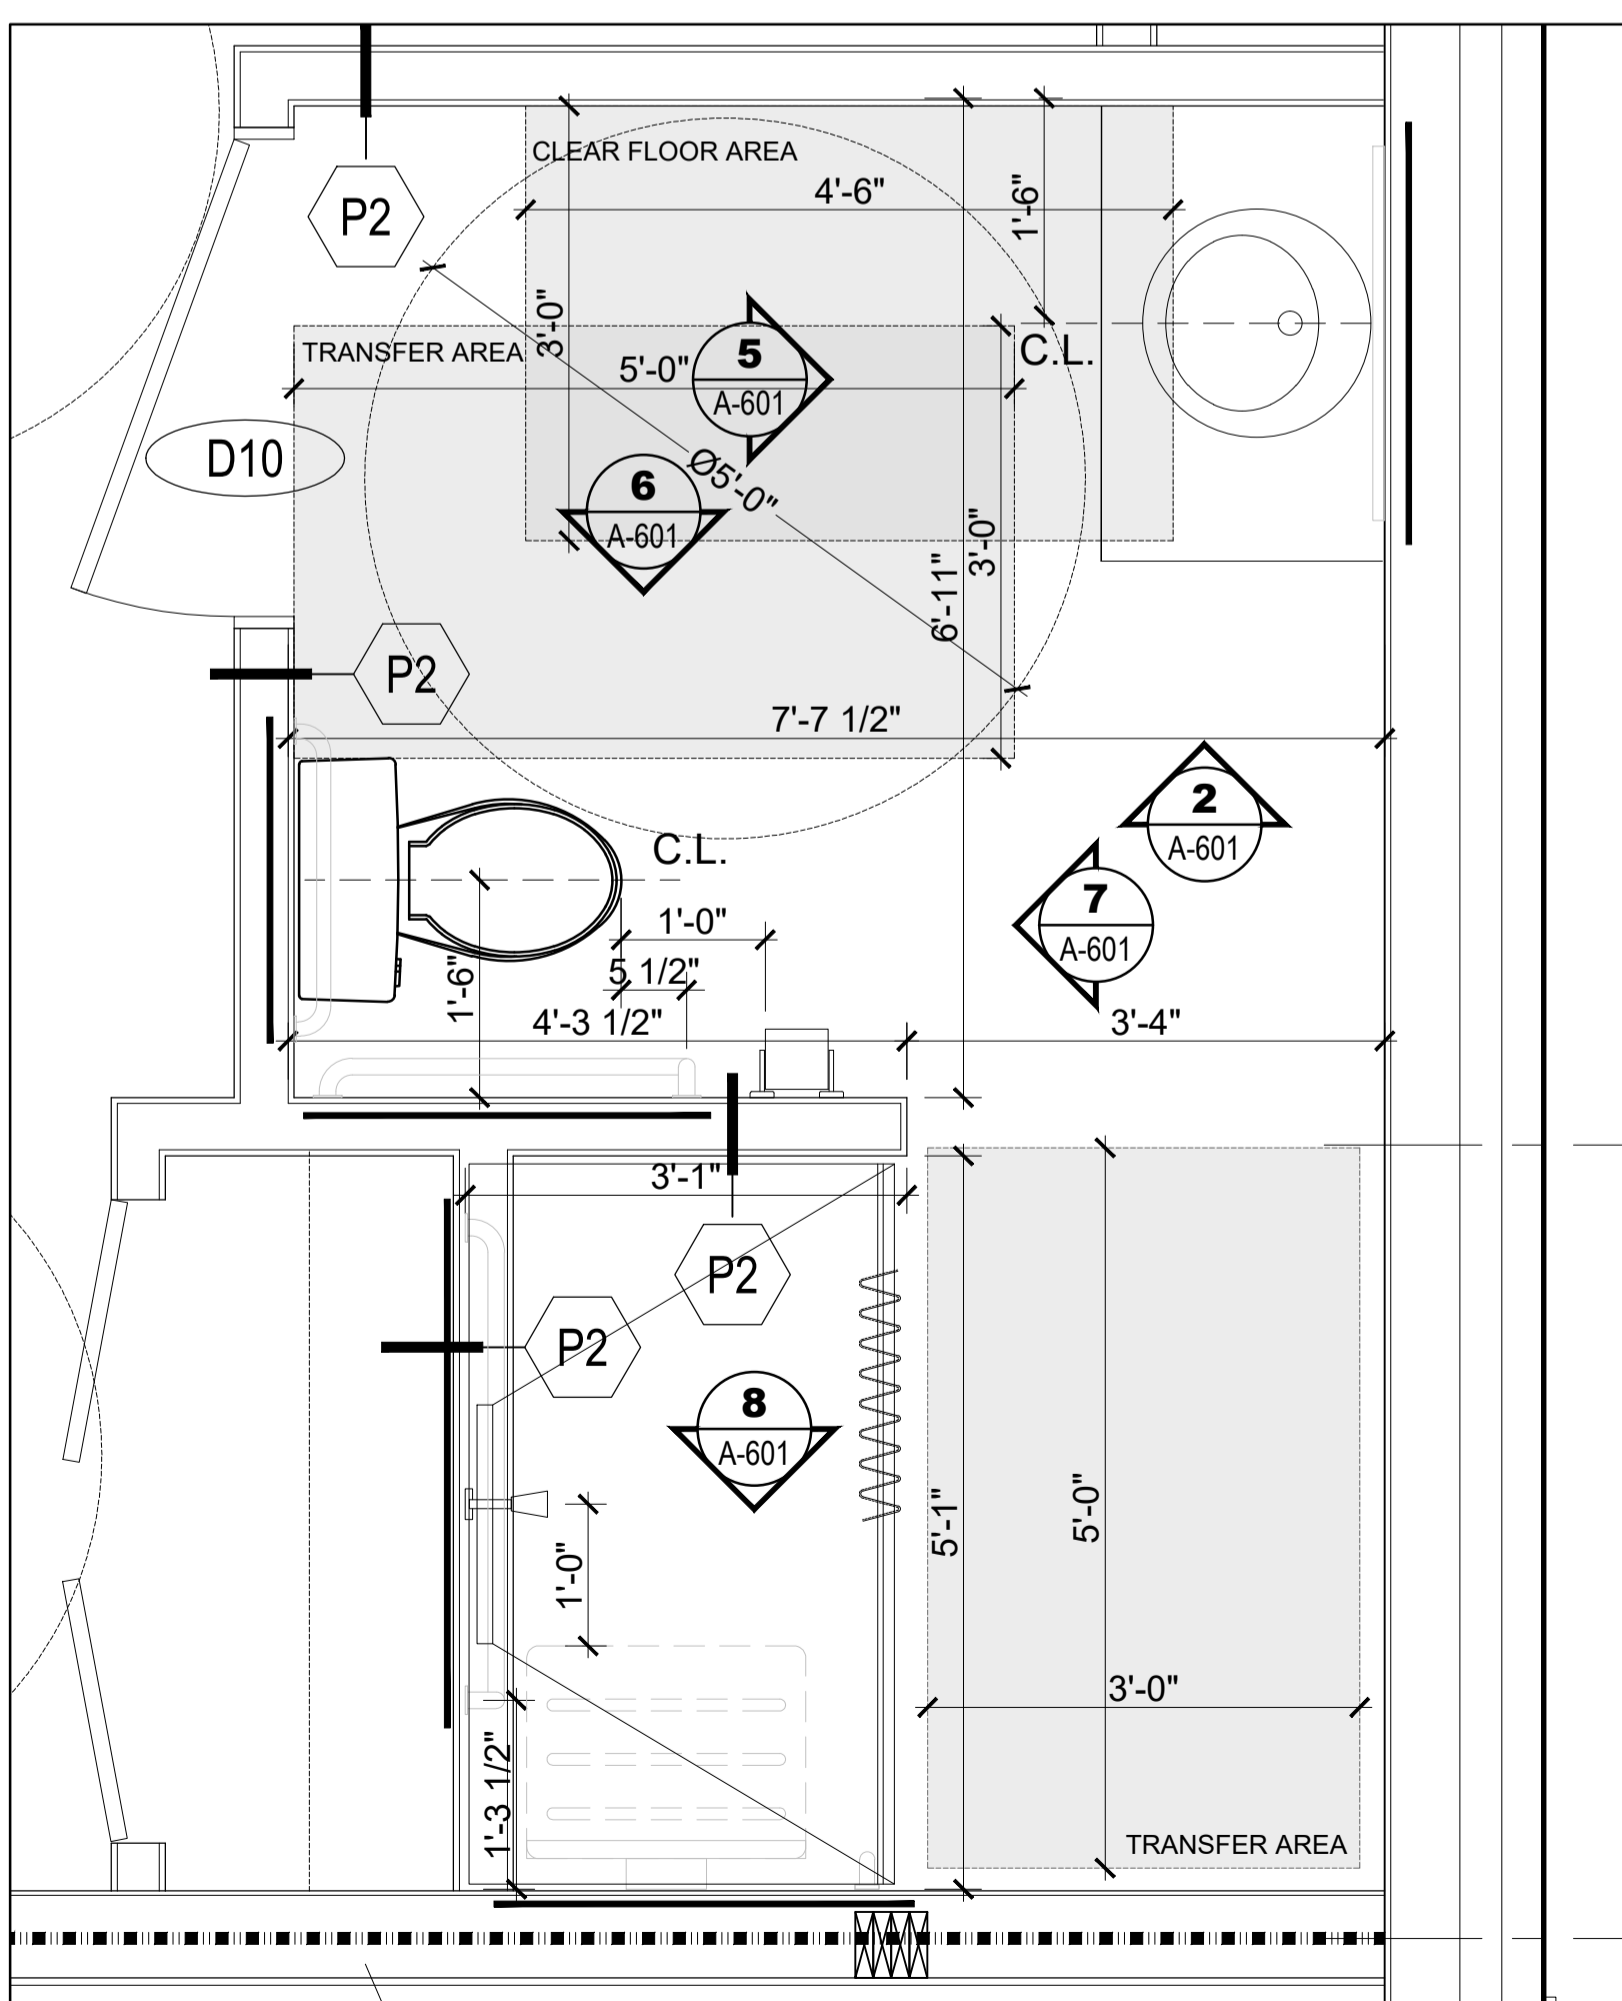 CLEAR FLOOR AREA
4'-6"
1'-6"
P2
3'-0"
TRANSFER AREA
5'-0"
5
A-601
C.L.
D10
6
A-601
Ø5'-0"
3'-0"
6'-11"
P2
7'-7 1/2"
2
A-601
C.L.
7
A-601
1'-0"
5 1/2"
1'-6"
4'-3 1/2"
3'-4"
3'-1"
P2
P2
8
A-601
5'-1"
5'-0"
1'-0"
3'-0"
1'-3 1/2"
TRANSFER AREA